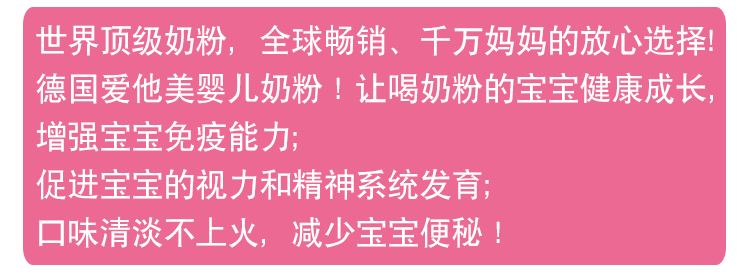 世界顶级奶粉，全球畅销、千万妈妈的放心选择!
德国爱他美婴儿奶粉！让喝奶粉的宝宝健康成长,
增强宝宝免疫能力;
促进宝宝的视力和精神系统发育;
口味清淡不上火，减少宝宝便秘！